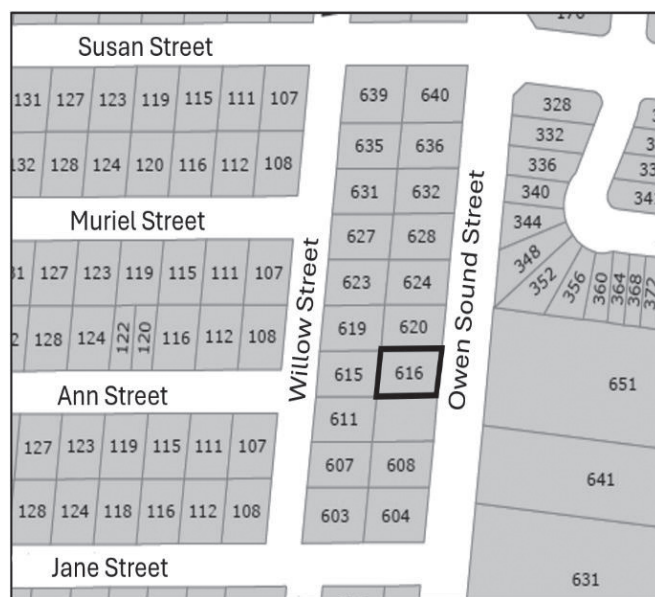 Susan Street
131 127 123 119 115 111 107
132 128 124 120 116 112 108
Muriel Street
127 123 119 115 111 107
128 124 122 120 116 112 108
Ann Street
127 123 119 115 111 107
128 124 118 116 112 108
Jane Street
Willow Street
639 640
635 636
631 632
627 628
623 624
619 620
615 616
611
607 608
603 604
Owen Sound Street
328
332
336
340
344
348
352
356
360
364
368
372
651
641
631